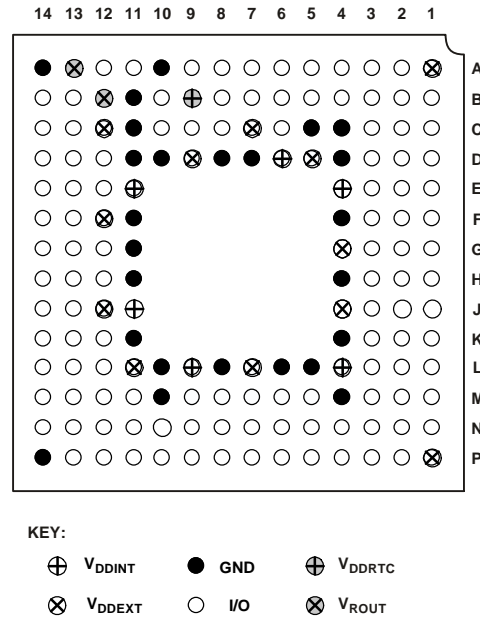 14 13 12 11 10 9 8 7 6 5 4 3 2 1
A
B
C
D
E
F
G
H
J
K
L
M
N
P
KEY:
VDDINT GND VDDRTC
VDDEXT I/O VROUT